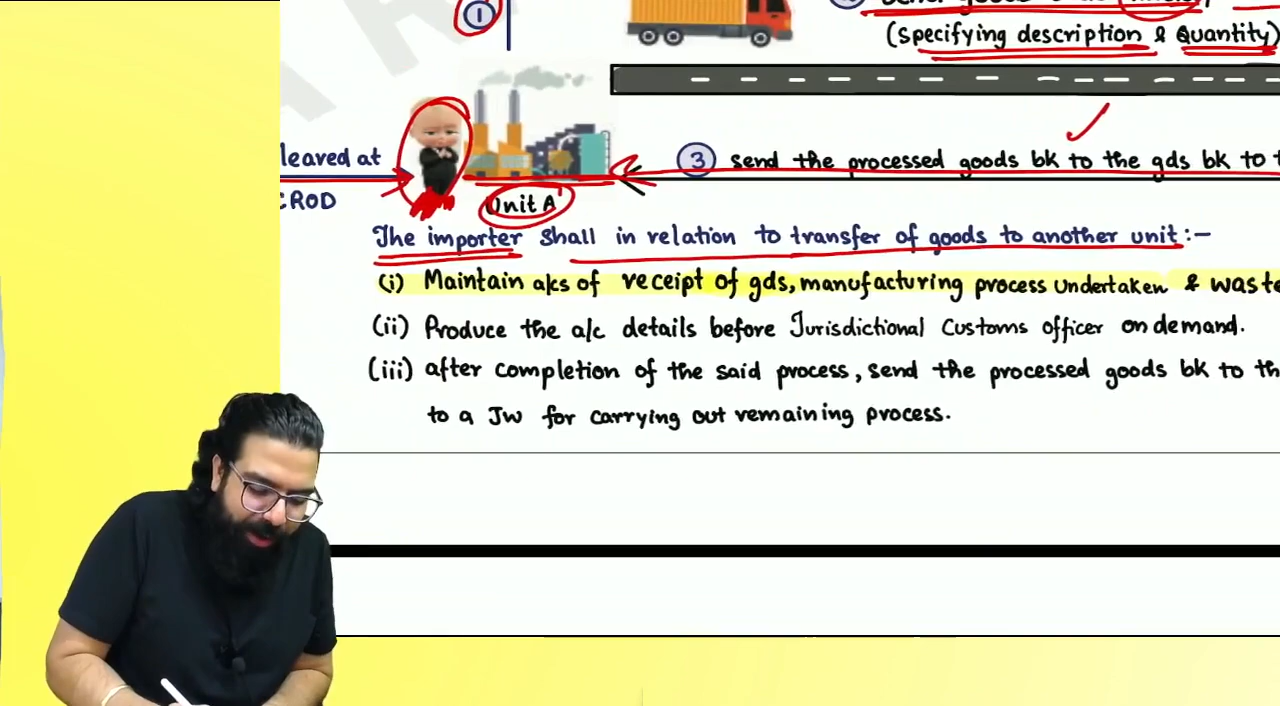 1
(specifying description & Quantity)
leaved at
3 send the processed goods bk to the gds bk to
CROD
Unit A
The importer shall in relation to transfer of goods to another unit :-
(i) Maintain a/cs of receipt of gds, manufacturing process undertaken & waste
(ii) Produce the a/c details before Jurisdictional Customs officer on demand.
(iii) after completion of the said process, send the processed goods bk to
to a JW for carrying out remaining process.